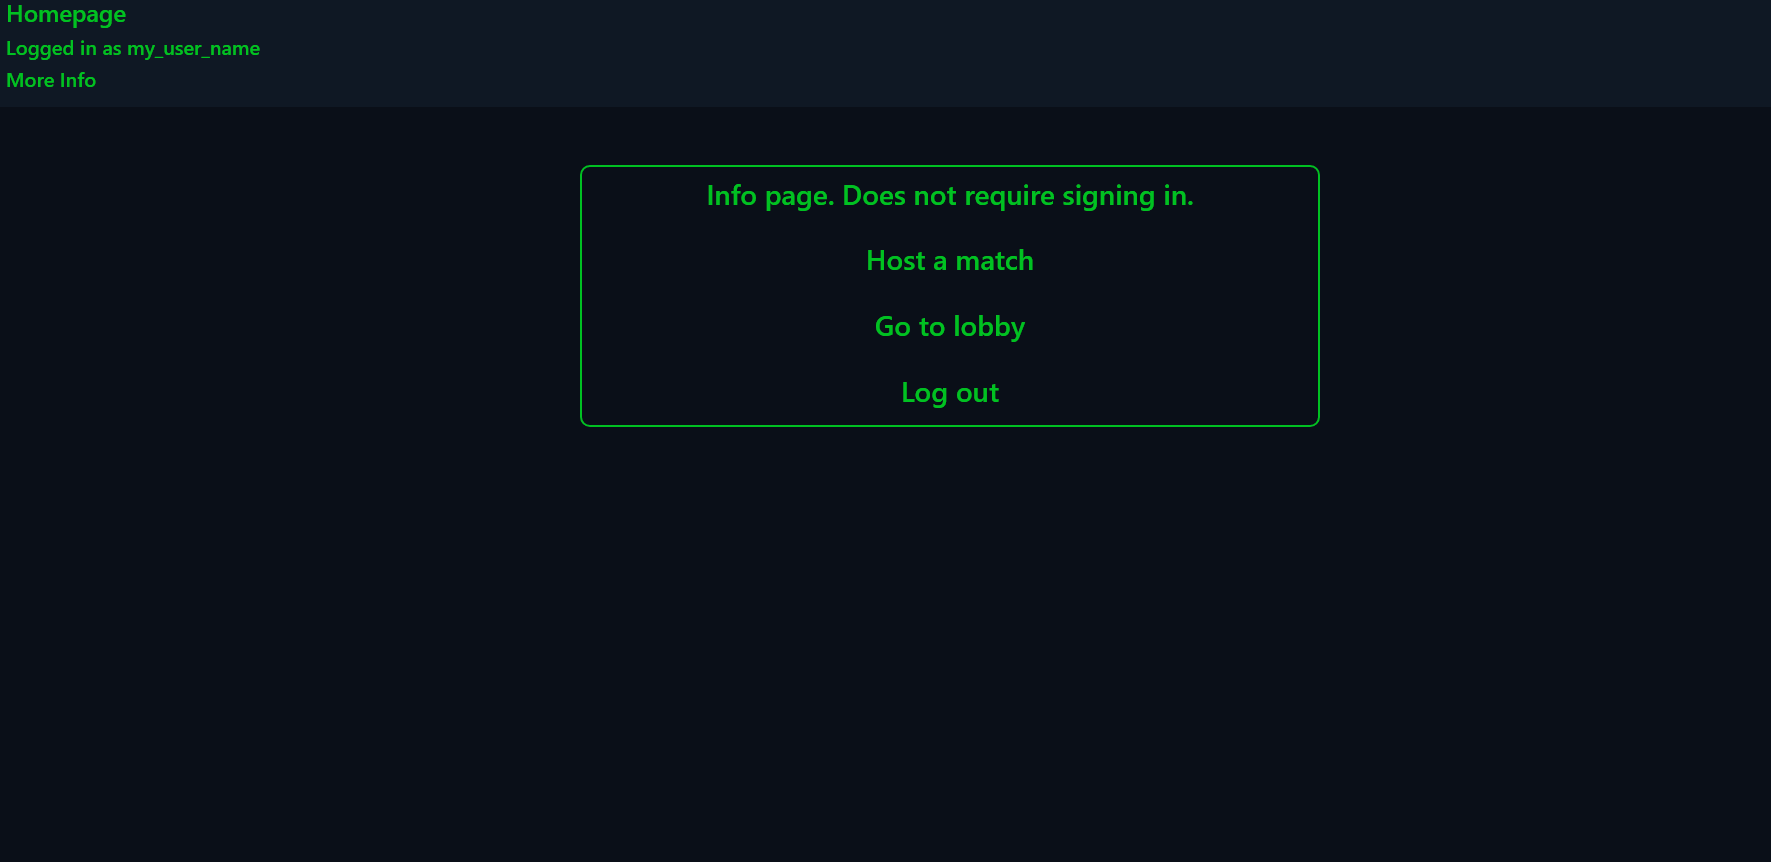 Homepage
Logged in as my_user_name
More Info
Info page. Does not require signing in.
Host a match
Go to lobby
Log out